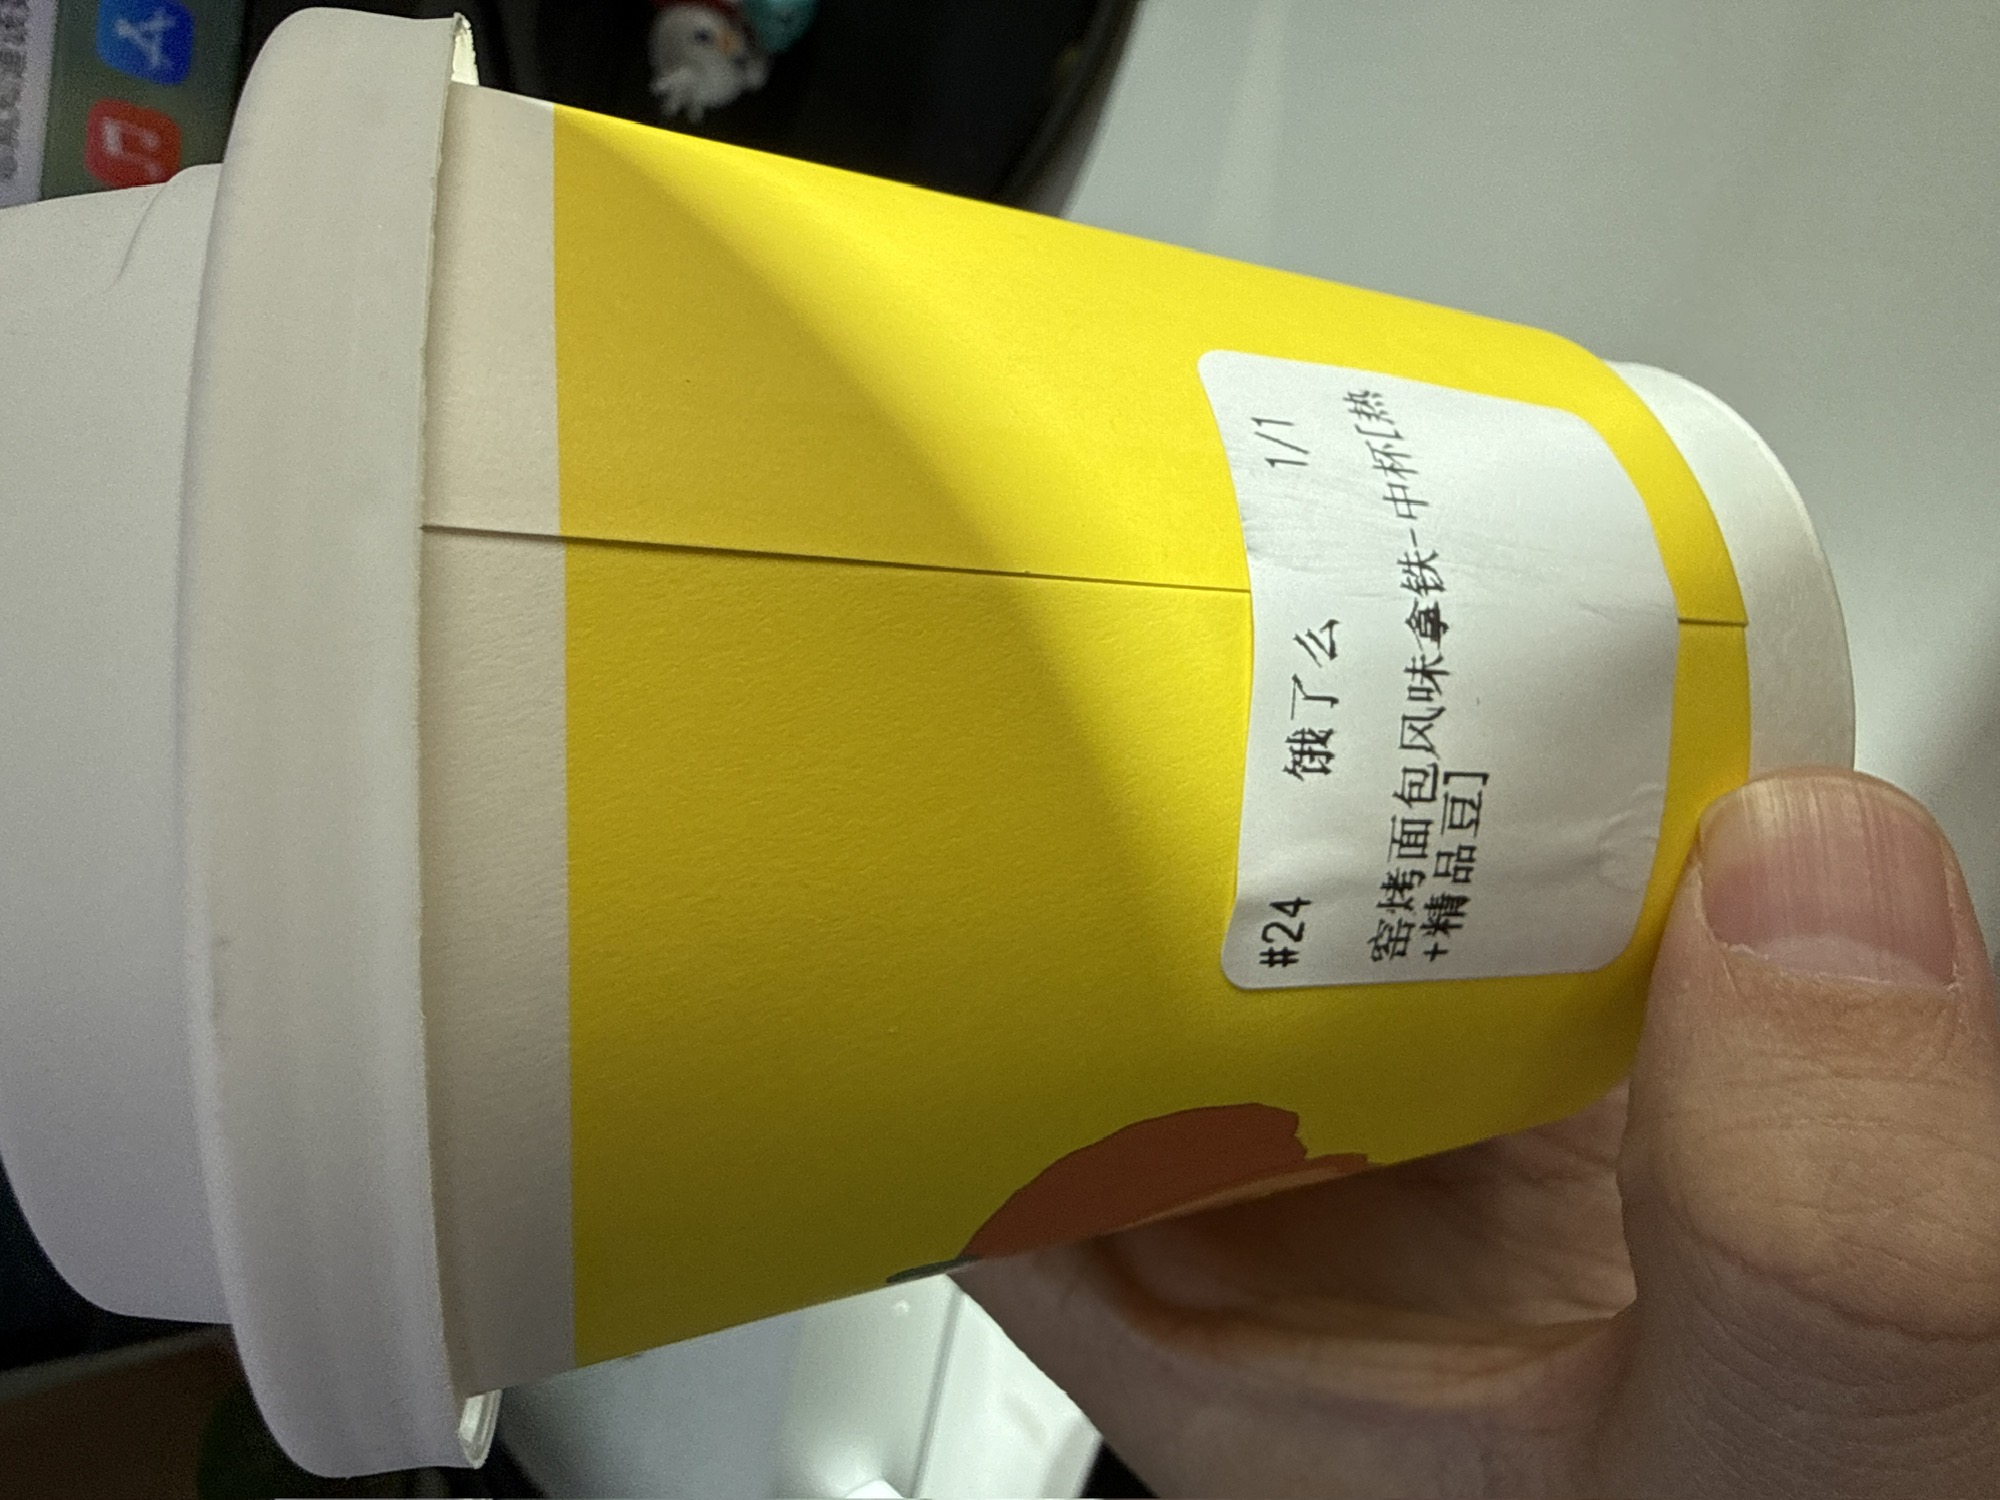 #24 饿了么 1/1
窑烤面包风味拿铁-中杯[热
+精品豆]